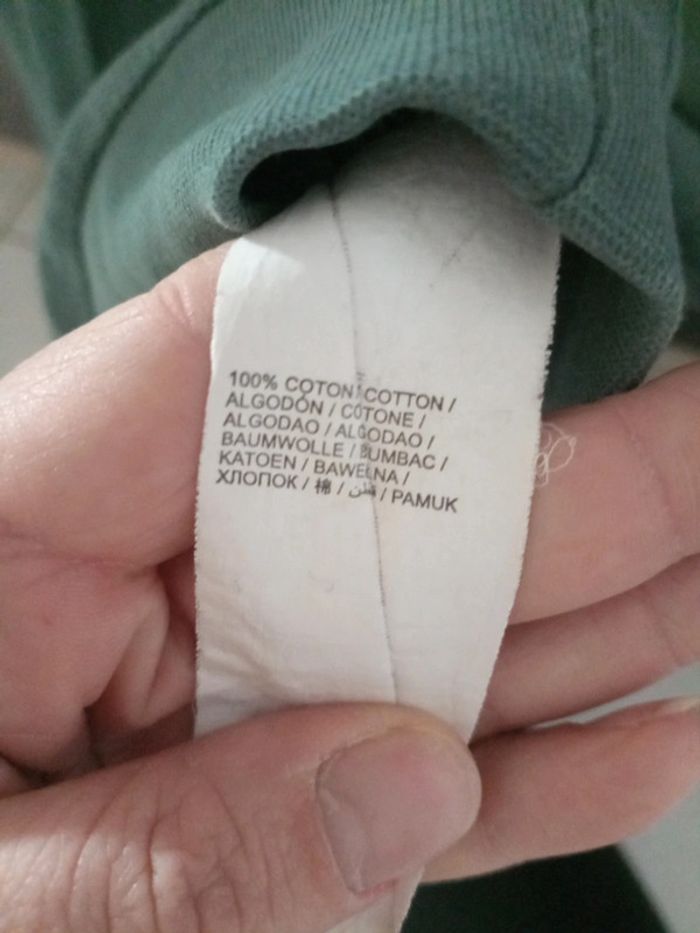 100% COTON / COTTON /
ALGODÓN / COTONE /
ALGODAO / ALGODAO /
BAUMWOLLE / BUMBAC /
KATOEN / BAWEŁNA /
ХЛОПОК / 棉 / قطن / PAMUK